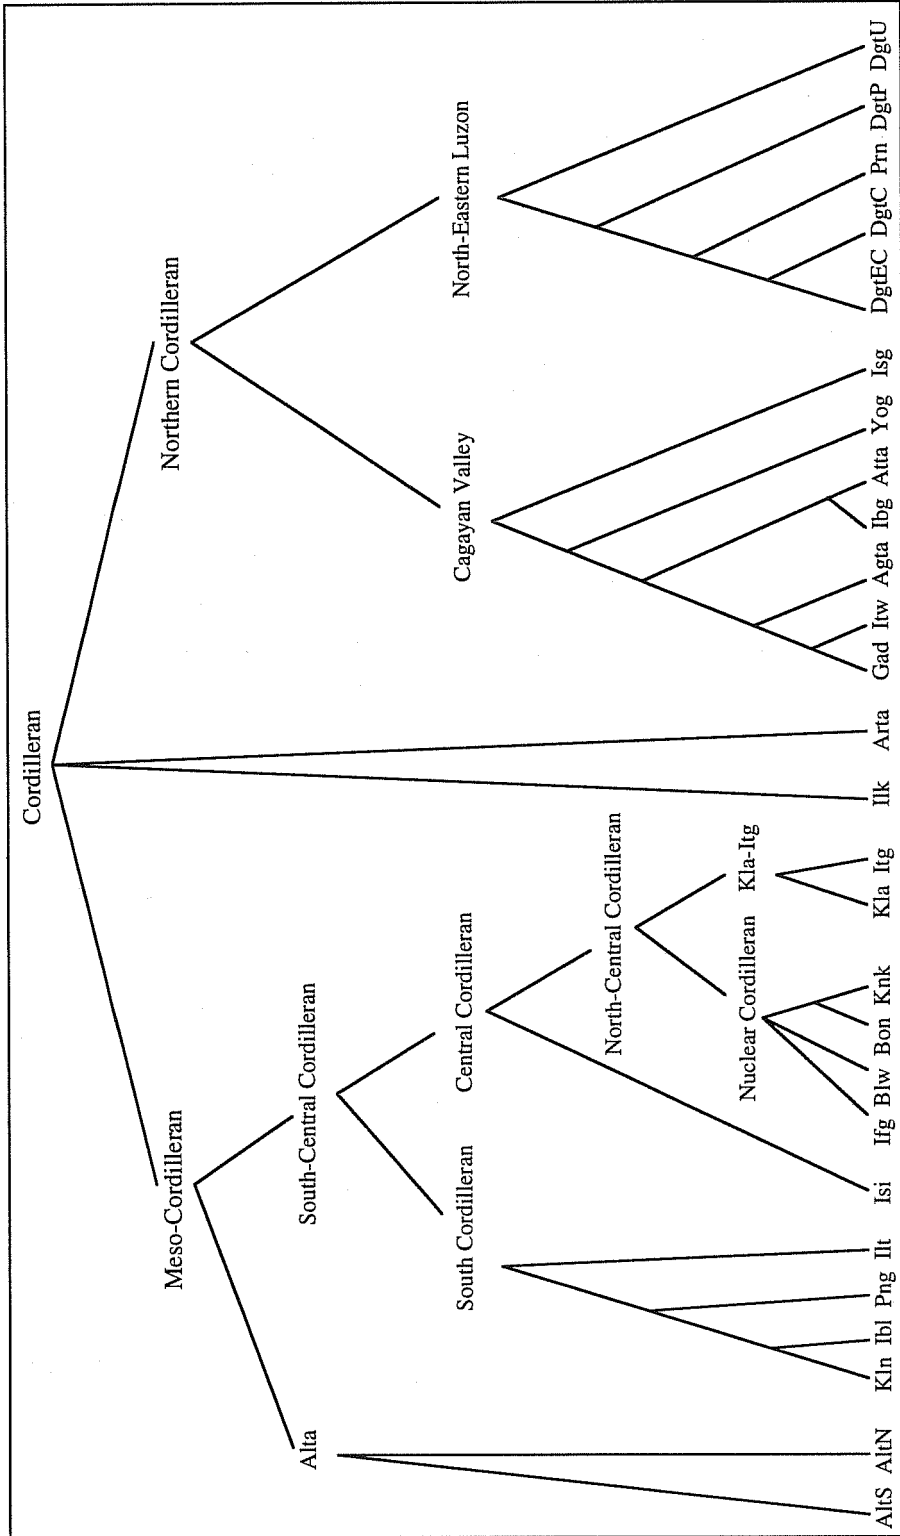 Cordilleran
Meso-Cordilleran Northern Cordilleran
Alta South-Central Cordilleran
South Cordilleran Central Cordilleran Cagayan Valley North-Eastern Luzon
North-Central Cordilleran
Nuclear Cordilleran Kla-Itg
AltS AltN Kln Ibl Png Ilt Isi Ifg Blw Bon Knk Kla Itg Ilk Arta Gad Itw Agta Ibg Atta Yog Isg DgtEC DgtC Prn DgtP DgtU